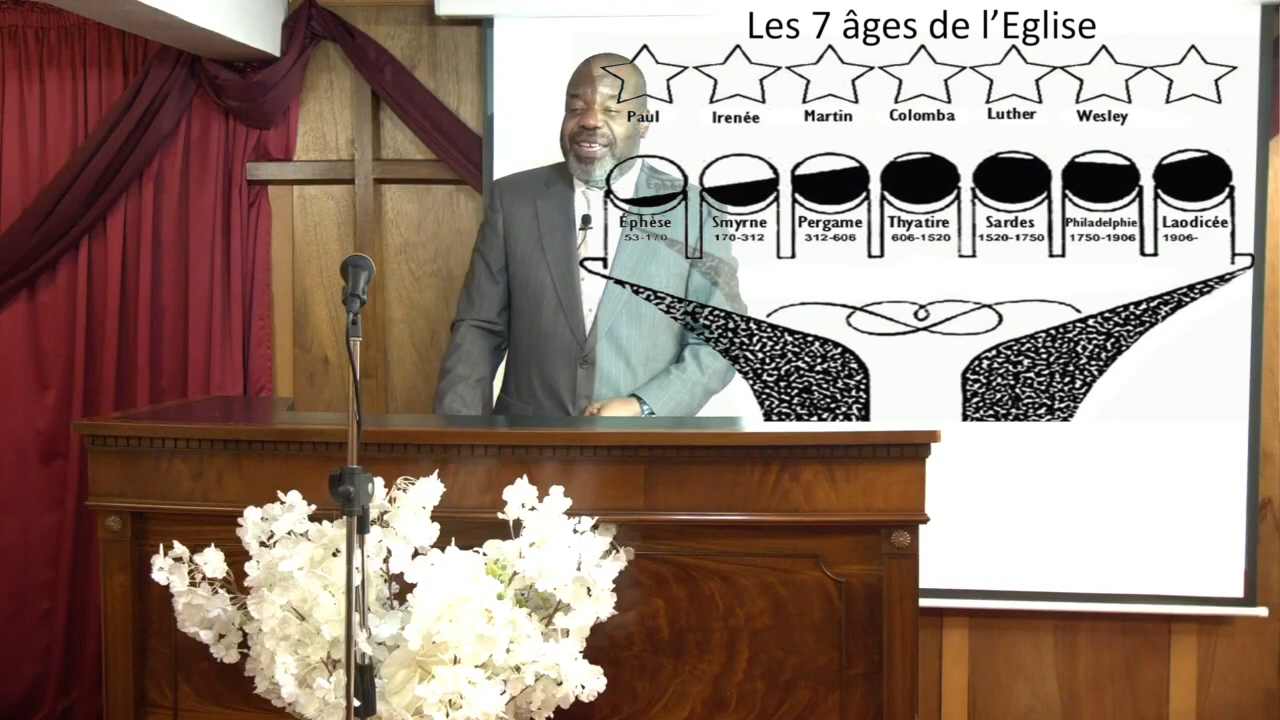 Les 7 âges de l’Eglise
Paul Irenée Martin Colomba Luther Wesley
Éphèse Smyrne Pergame Thyatire Sardes Philadelphie Laodicée
53-170 170-312 312-606 606-1520 1520-1750 1750-1906 1906-